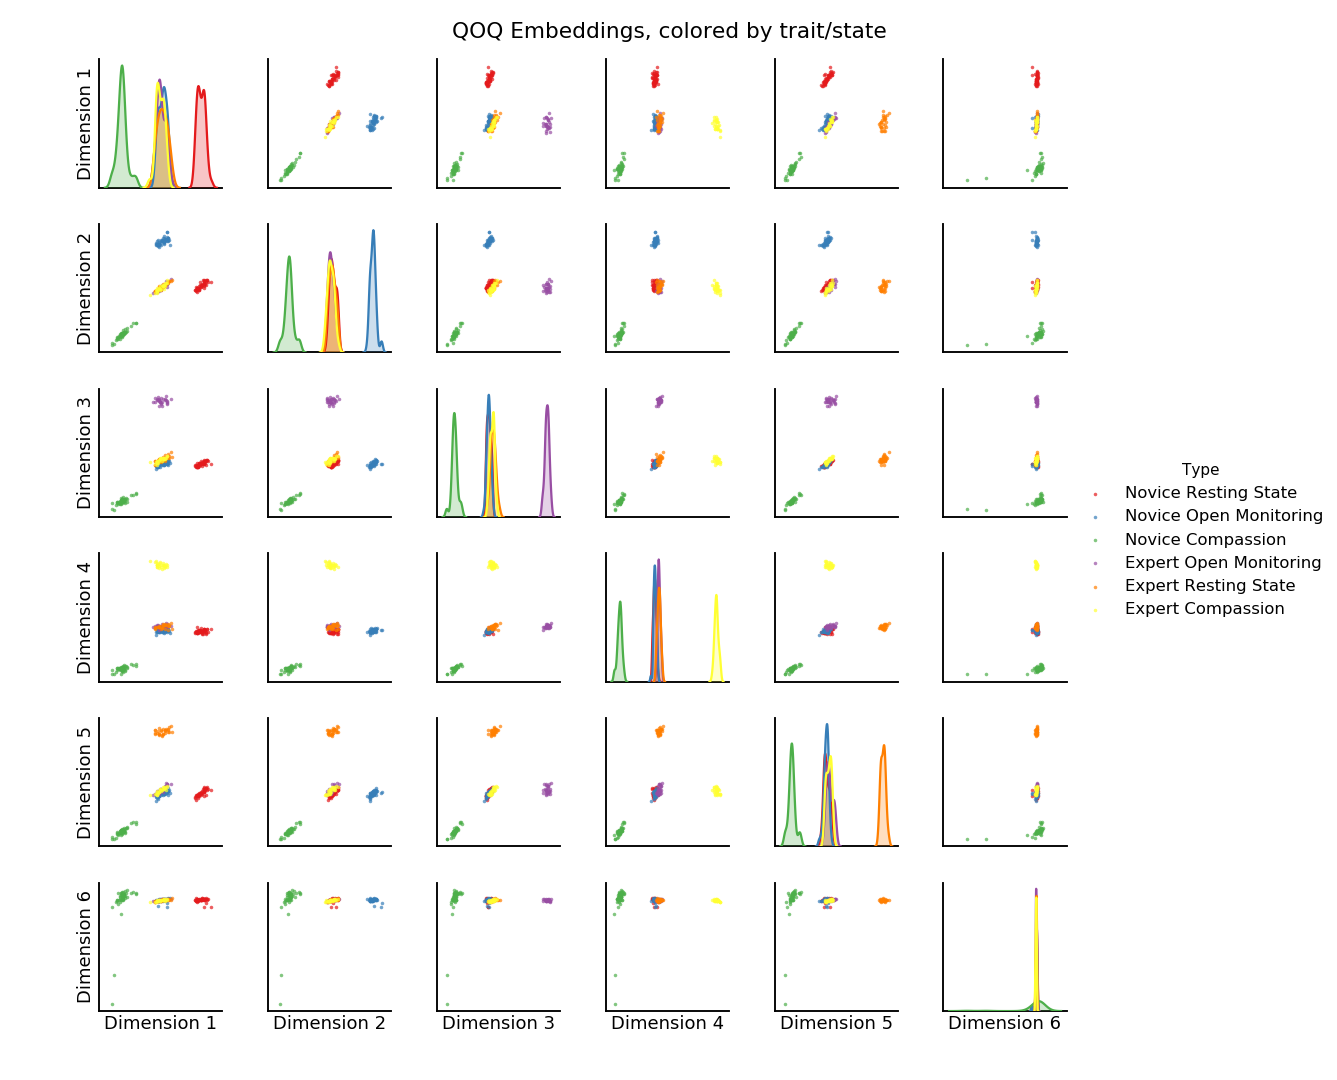 QOQ Embeddings, colored by trait/state
Dimension 1
Dimension 2
Dimension 3
Dimension 4
Dimension 5
Dimension 6
Dimension 1
Dimension 2
Dimension 3
Dimension 4
Dimension 5
Dimension 6
Type
Novice Resting State
Novice Open Monitoring
Novice Compassion
Expert Open Monitoring
Expert Resting State
Expert Compassion